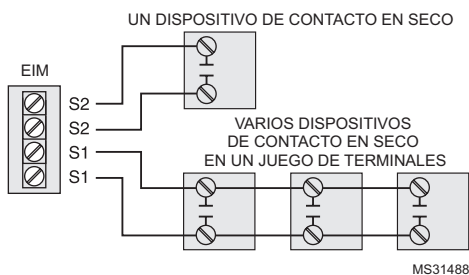 UN DISPOSITIVO DE CONTACTO EN SECO
EIM
S2
S2
S1
S1
VARIOS DISPOSITIVOS
DE CONTACTO EN SECO
EN UN JUEGO DE TERMINALES
MS31488